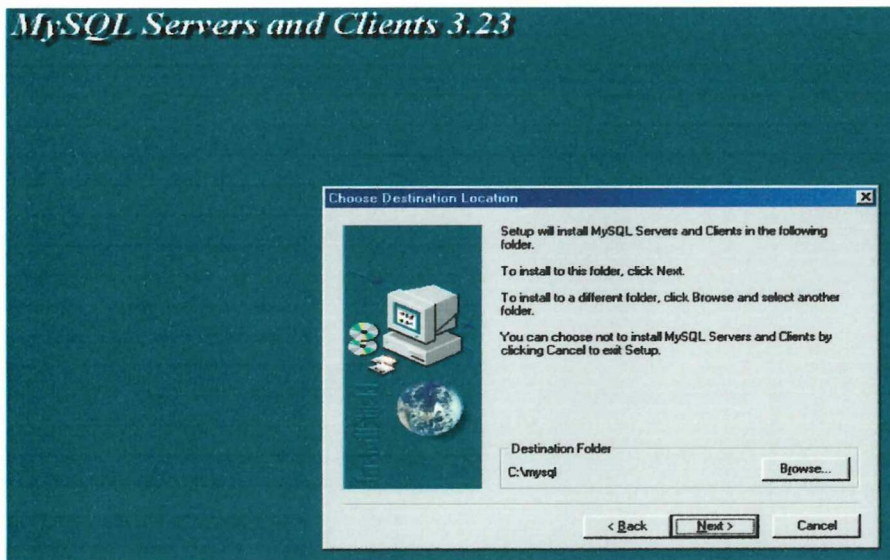 MySQL Servers and Clients 3.23
Choose Destination Location
Setup will install MySQL Servers and Clients in the following
folder.
To install to this folder, click Next.
To install to a different folder, click Browse and select another
folder.
You can choose not to install MySQL Servers and Clients by
clicking Cancel to exit Setup.
InstallShield
Destination Folder
C:\mysql
Browse...
< Back
Next >
Cancel